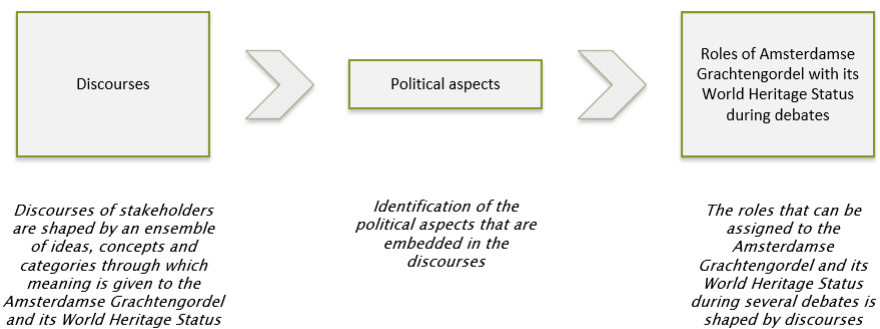 Discourses
Political aspects
Roles of Amsterdamse
Grachtengordel with its
World Heritage Status
during debates
Discourses of stakeholders
are shaped by an ensemble
of ideas, concepts and
categories through which
meaning is given to the
Amsterdamse Grachtengordel
and its World Heritage Status
Identification of the
political aspects that are
embedded in the
discourses
The roles that can be
assigned to the
Amsterdamse
Grachtengordel and its
World Heritage Status
during several debates is
shaped by discourses